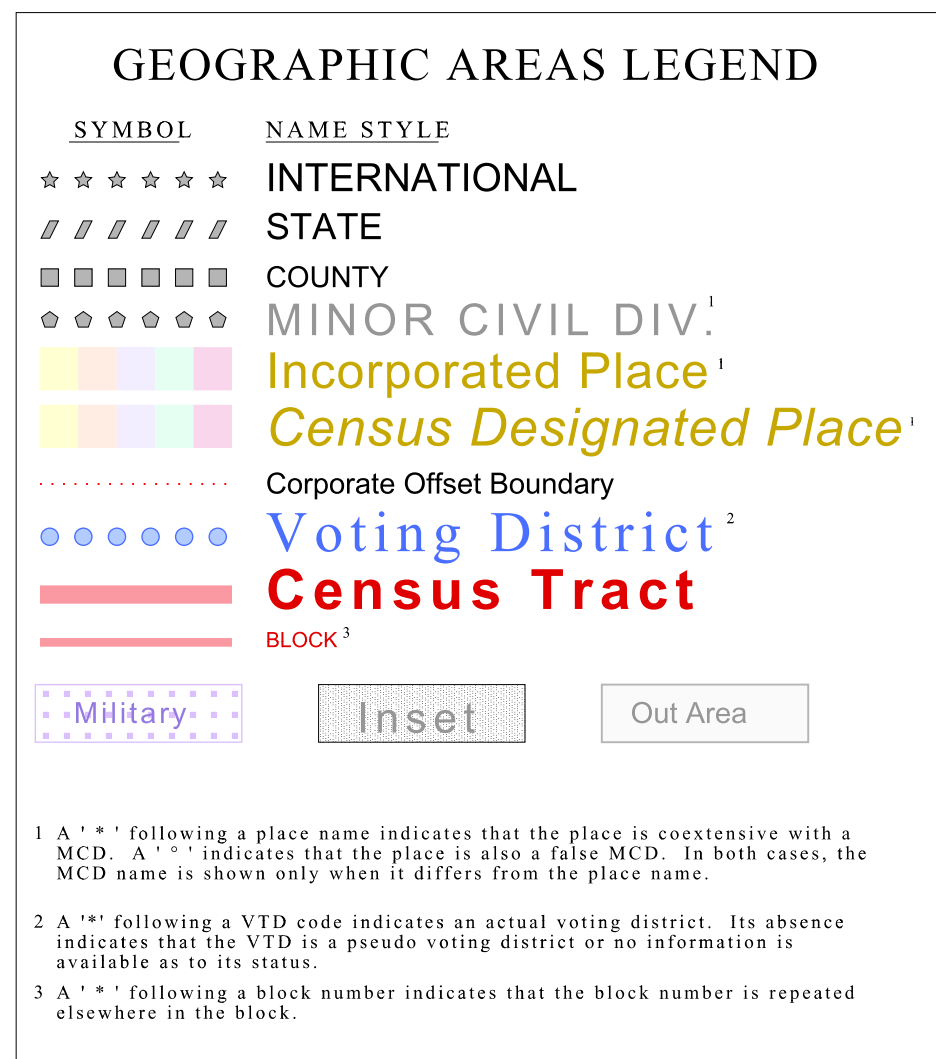 GEOGRAPHIC AREAS LEGEND
SYMBOL NAME STYLE
INTERNATIONAL
STATE
COUNTY
MINOR CIVIL DIV. 1
Incorporated Place 1
Census Designated Place 1
Corporate Offset Boundary
Voting District 2
Census Tract
BLOCK 3
Military Inset Out Area
1 A ' * ' following a place name indicates that the place is coextensive with a
MCD. A ' ° ' indicates that the place is also a false MCD. In both cases, the
MCD name is shown only when it differs from the place name.
2 A '*' following a VTD code indicates an actual voting district. Its absence
indicates that the VTD is a pseudo voting district or no information is
available as to its status.
3 A ' * ' following a block number indicates that the block number is repeated
elsewhere in the block.